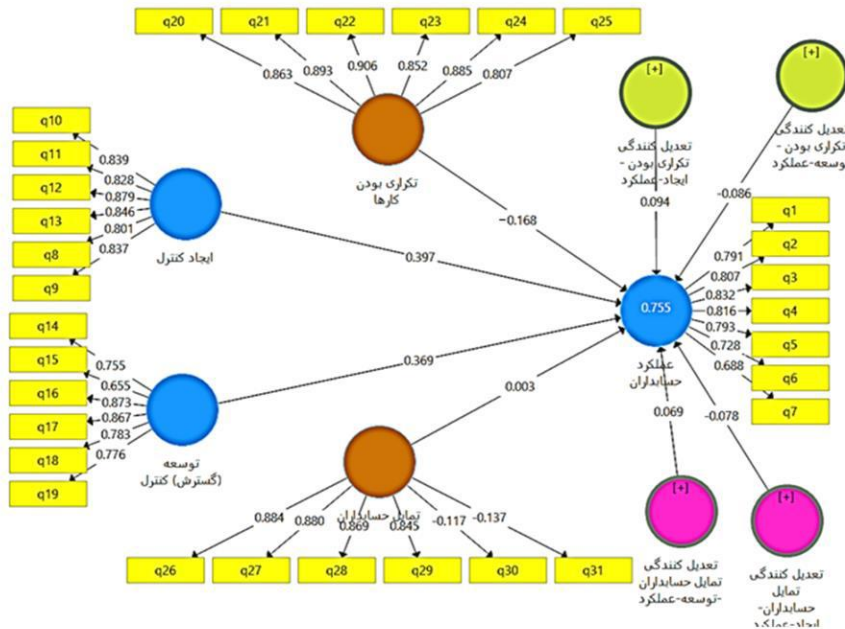 q20 q21 q22 q23 q24 q25
0.863 0.893 0.906 0.852 0.885 0.807
[+]
تعدیل کنندگی
تکراری بودن -
ایجاد-عملکرد
[+]
تعدیل کنندگی
تکراری بودن -
توسعه-عملکرد
تکراری بودن
کارها
q10
q11
q12
q13
q8
q9
0.839
0.828
0.879
0.846
0.801
0.837
ایجاد کنترل
0.397
-0.168
0.094
-0.086
q14
q15
q16
q17
q18
q19
0.755
0.655
0.873
0.867
0.783
0.776
توسعه
(گسترش) کنترل
0.369
0.003
0.755
عملکرد
حسابداران
0.791
0.807
0.832
0.816
0.793
0.728
0.688
q1
q2
q3
q4
q5
q6
q7
0.069
-0.078
تمایل حسابداران
0.884 0.880 0.869 0.845 -0.117 -0.137
q26 q27 q28 q29 q30 q31
[+]
تعدیل کنندگی
تمایل حسابداران
-توسعه-عملکرد
[+]
تعدیل کنندگی
تمایل
حسابداران-
ایجاد-عملکرد